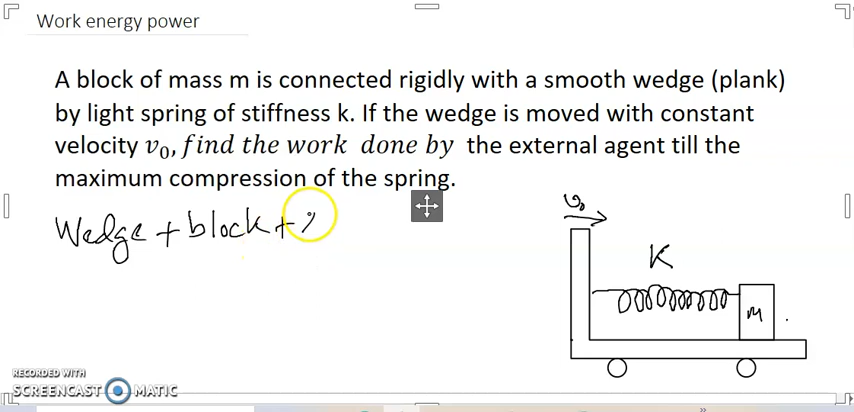 Work energy power
A block of mass m is connected rigidly with a smooth wedge (plank)
by light spring of stiffness k. If the wedge is moved with constant
velocity v₀, find the work done by the external agent till the
maximum compression of the spring.
Wedge + block +
v₀
K
M
RECORDED WITH
SCREENCAST MATIC